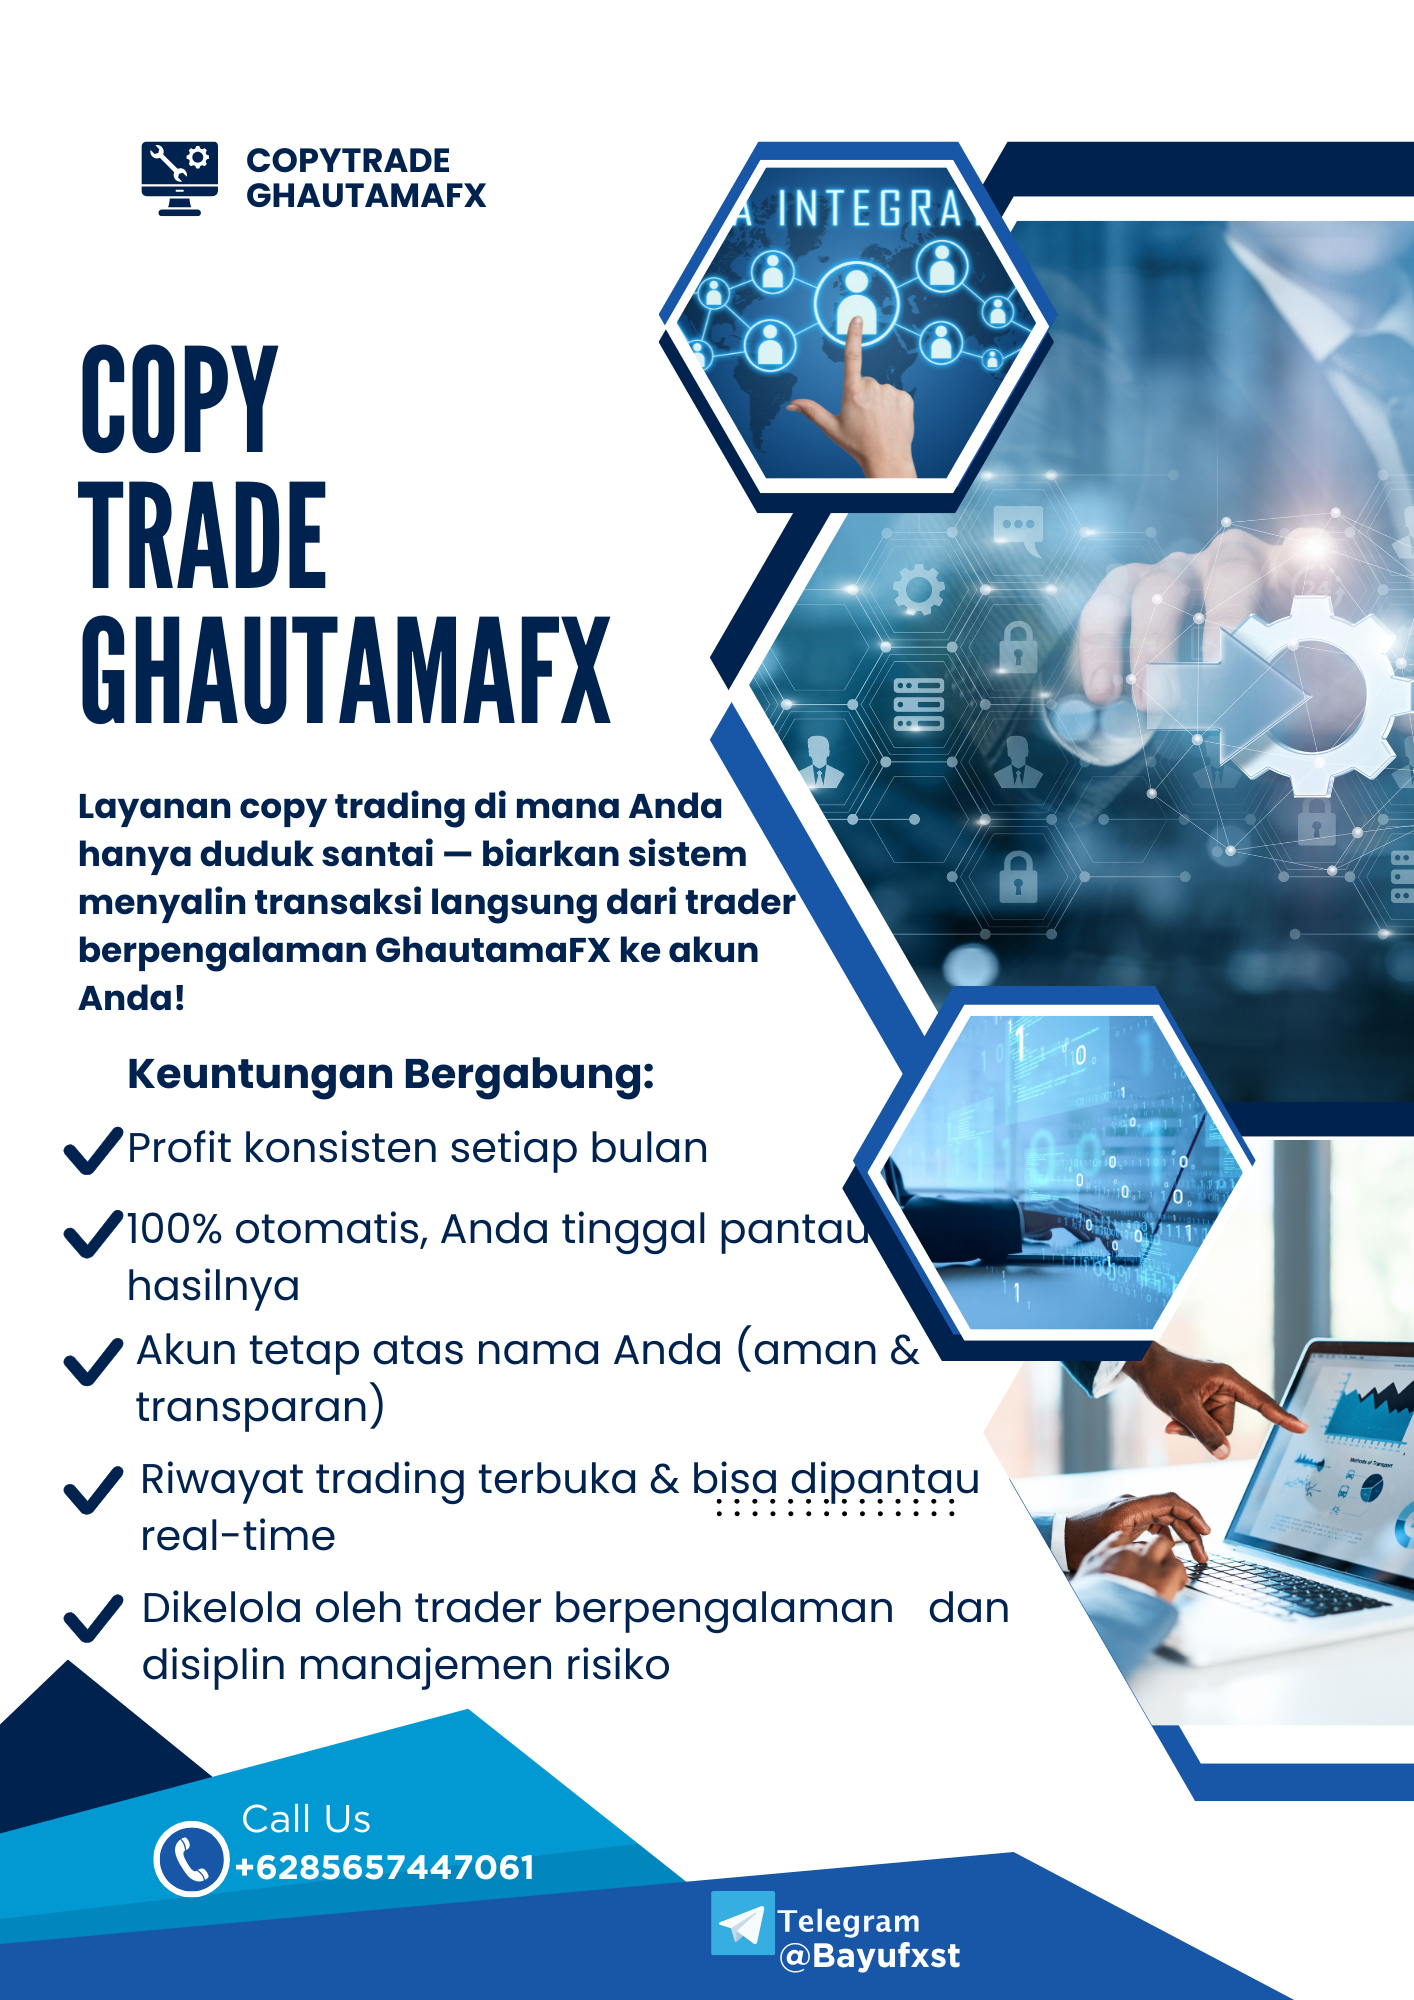 COPYTRADE
GHAUTAMAFX
A INTEGRA
COPY
TRADE
GHAUTAMAFX
Layanan copy trading di mana Anda
hanya duduk santai — biarkan sistem
menyalin transaksi langsung dari trader
berpengalaman GhautamaFX ke akun
Anda!
Keuntungan Bergabung:
Profit konsisten setiap bulan
100% otomatis, Anda tinggal pantau
hasilnya
Akun tetap atas nama Anda (aman &
transparan)
Riwayat trading terbuka & bisa dipantau
real-time
Dikelola oleh trader berpengalaman dan
disiplin manajemen risiko
Methods of Transport
Call Us
+6285657447061
Telegram
@Bayufxst